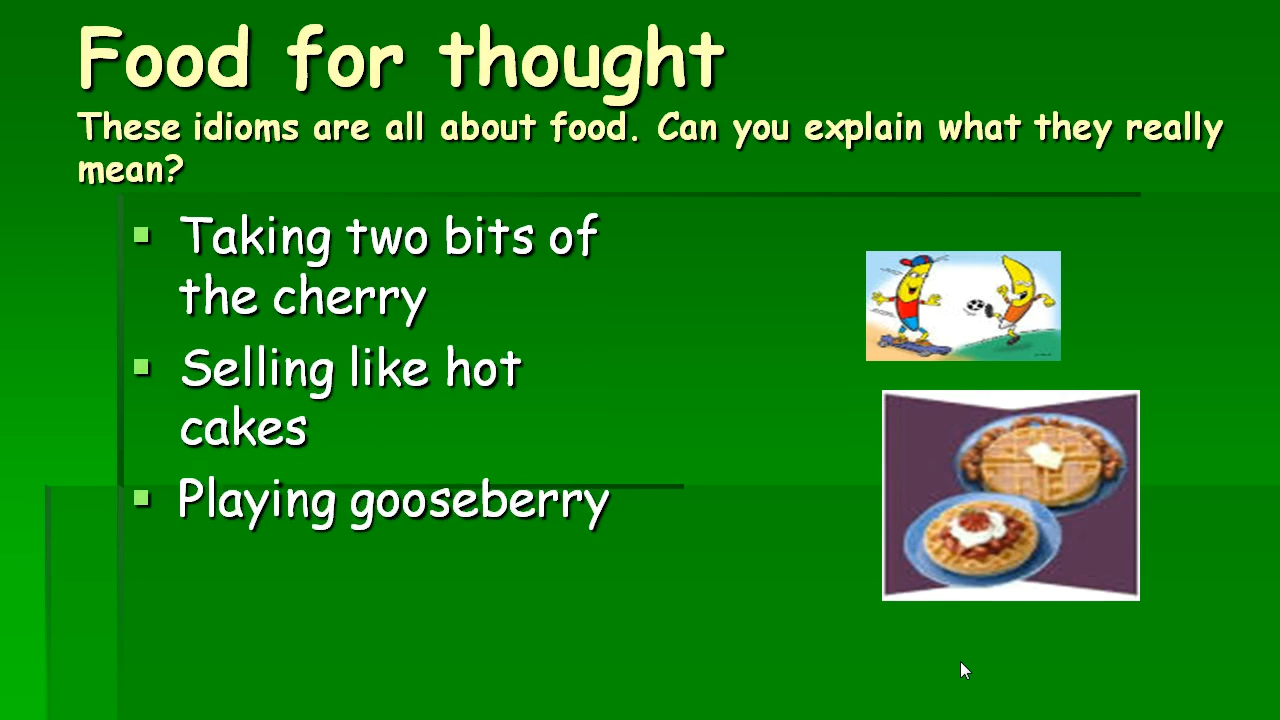 Food for thought
These idioms are all about food. Can you explain what they really
mean?
Taking two bits of
the cherry
Selling like hot
cakes
Playing gooseberry